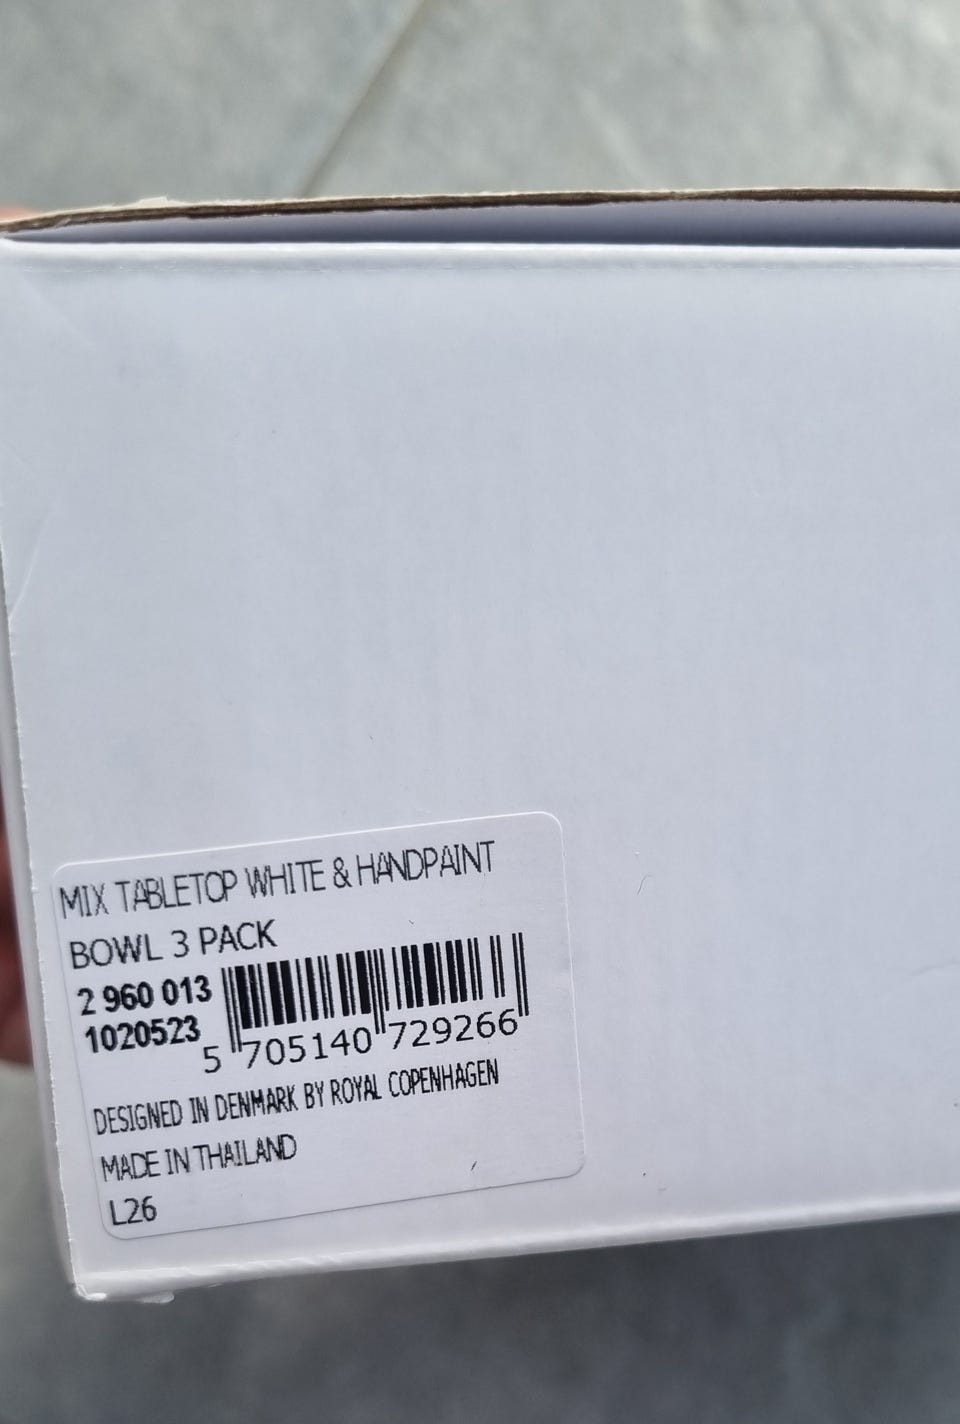 MIX TABLETOP WHITE & HANDPAINT
BOWL 3 PACK
2 960 013
1020523
5 705140 729266
DESIGNED IN DENMARK BY ROYAL COPENHAGEN
MADE IN THAILAND
L26